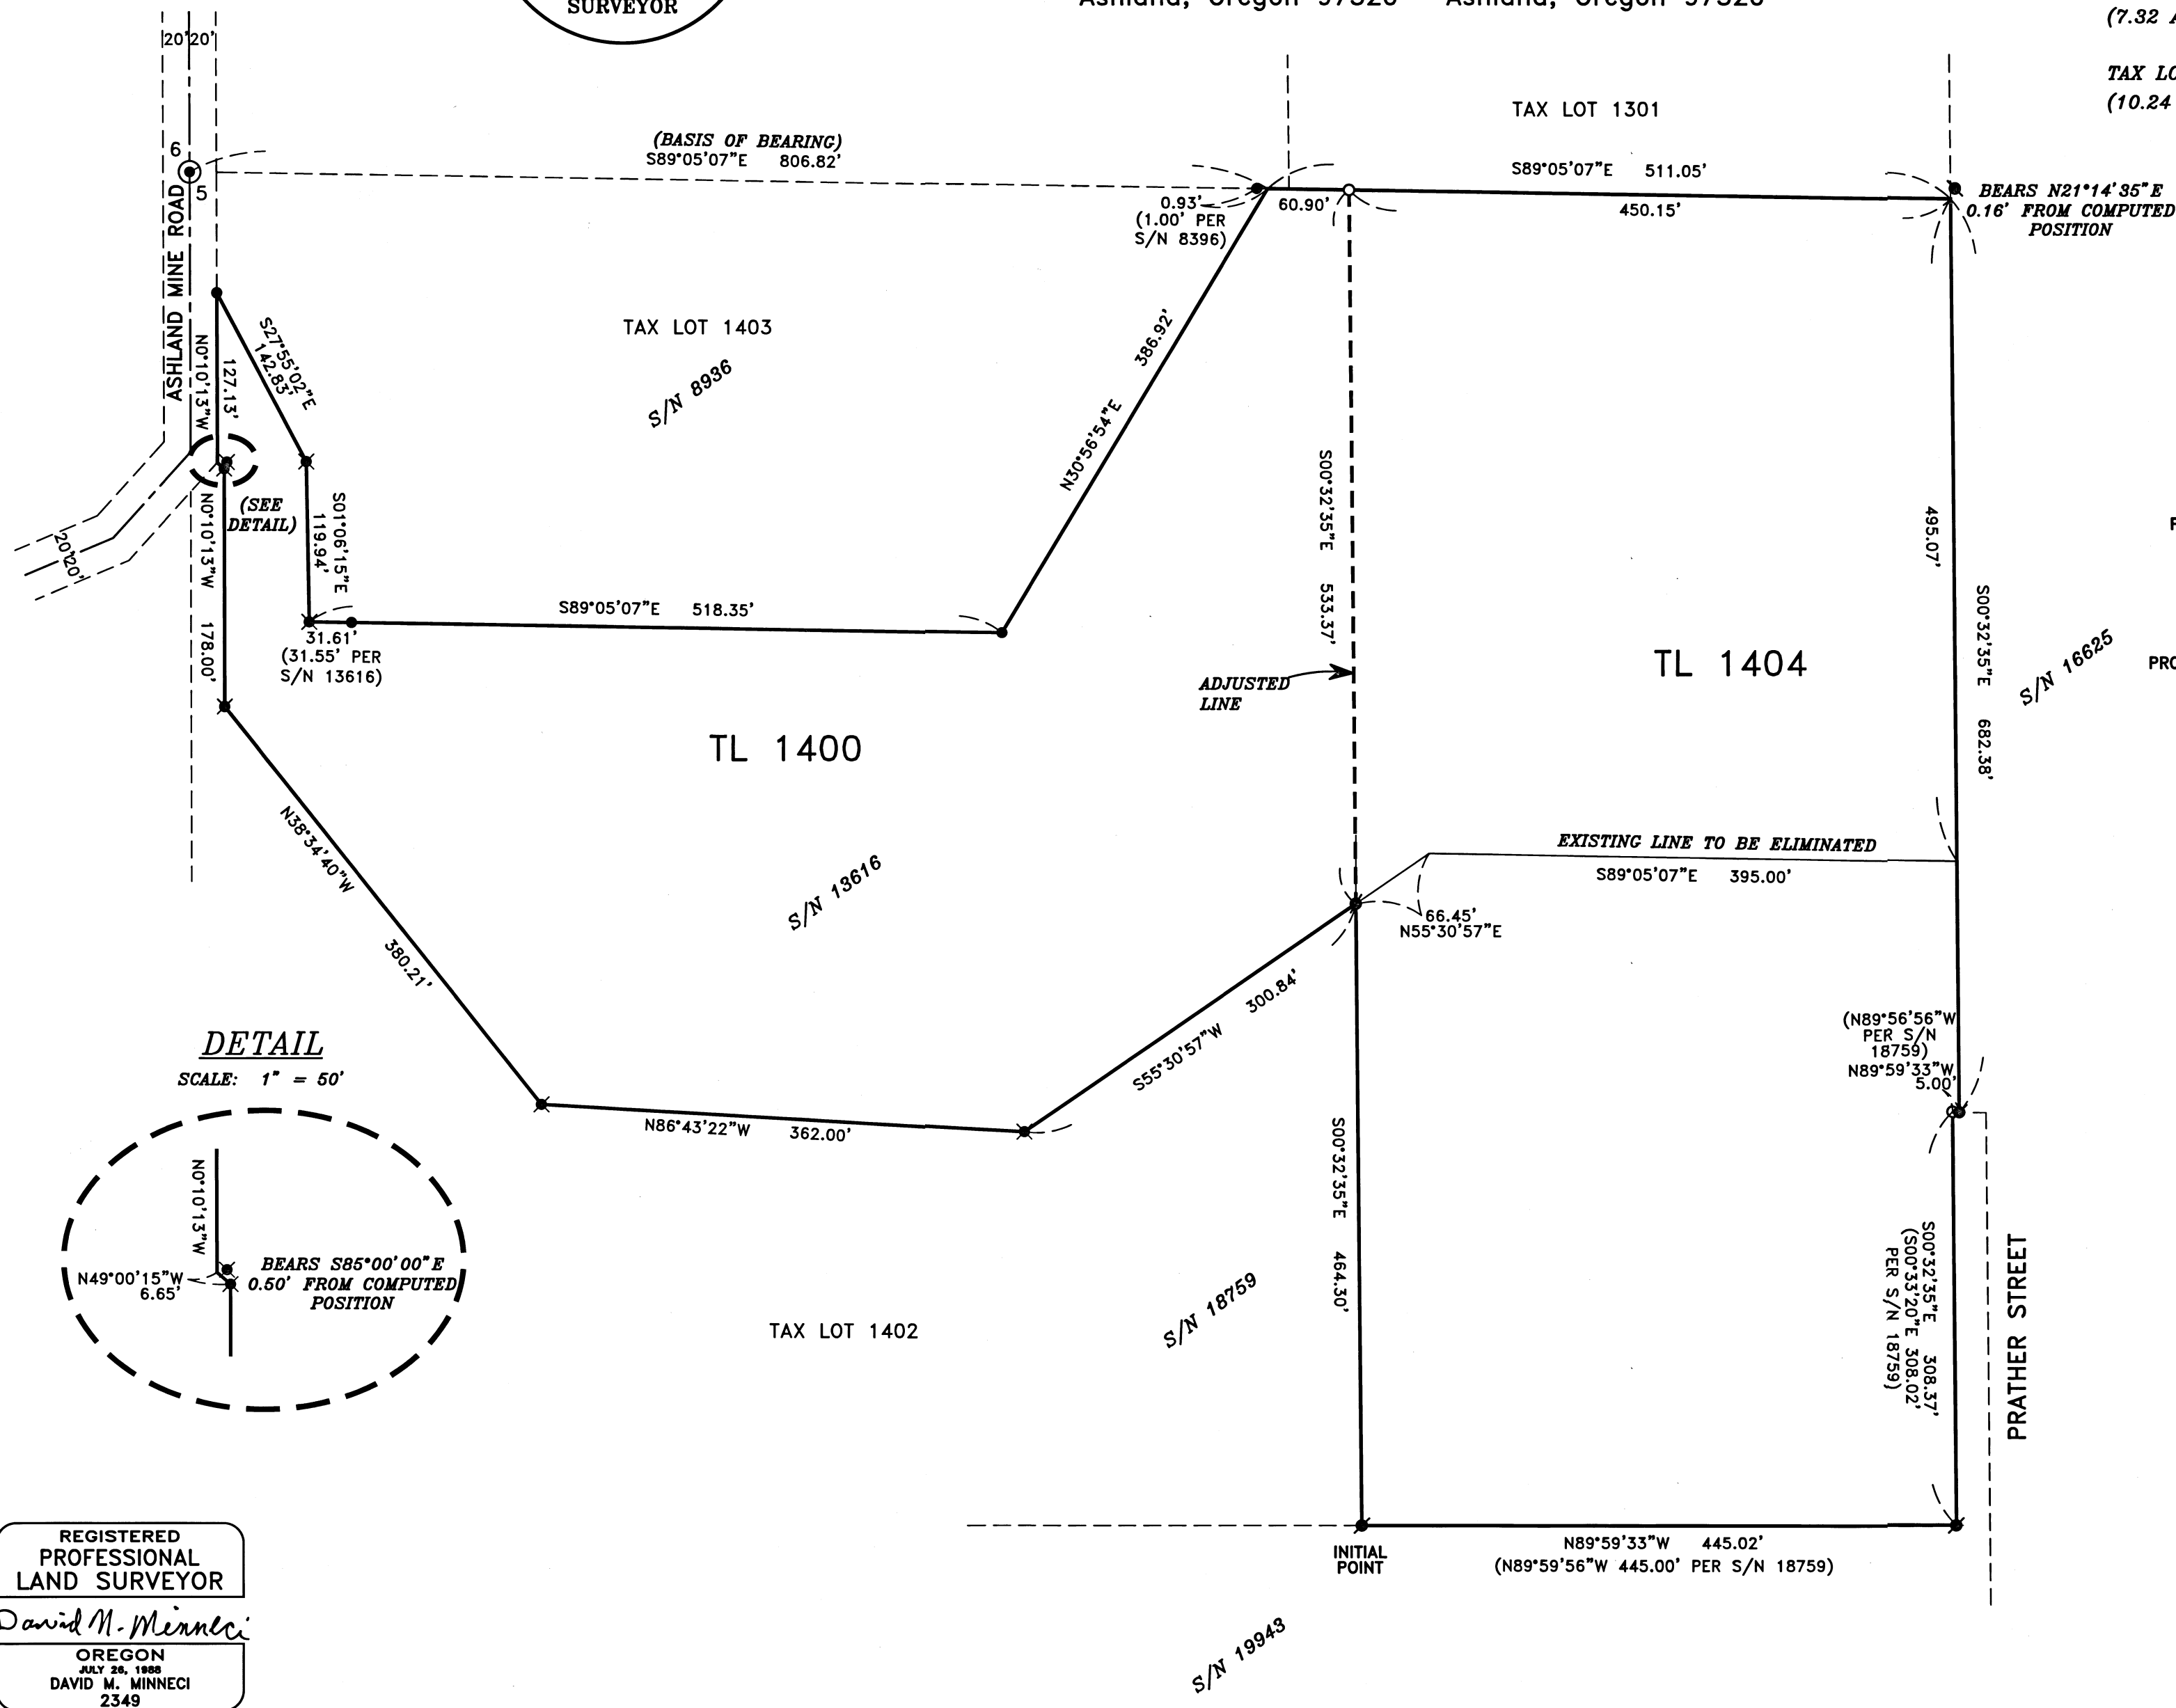 SURVEYOR
(7.32
TAX
(10.24
20' 20'
6
5
ASHLAND MINE ROAD
(BASIS OF BEARING)
S89°05'07"E 806.82'
TAX LOT 1301
S89°05'07"E 511.05'
0.93'
(1.00' PER
S/N 8396)
60.90'
450.15'
BEARS N21°14'35"E
0.16' FROM COMPUTED
POSITION
N0°10'13"W
127.13'
S27°55'02"E
142.83'
TAX LOT 1403
S/N 8936
N30°56'54"E 386.92'
(SEE
DETAIL)
20' 20'
N0°10'13"W 178.00'
S01°06'15"E
119.94'
31.61'
(31.55' PER
S/N 13616)
S89°05'07"E 518.35'
S00°32'35"E 533.37'
ADJUSTED
LINE
495.07'
S00°32'35"E 682.38'
TL 1404
S/N 16625
TL 1400
N38°34'40"W 380.21'
S/N 13616
EXISTING LINE TO BE ELIMINATED
S89°05'07"E 395.00'
66.45'
N55°30'57"E
S55°30'57"W 300.84'
N86°43'22"W 362.00'
(N89°56'56"W
PER S/N
18759)
N89°59'33"W
5.00'
DETAIL
SCALE: 1" = 50'
N0°10'13"W
N49°00'15"W
6.65'
BEARS S85°00'00"E
0.50' FROM COMPUTED
POSITION
TAX LOT 1402
S/N 18759
S00°32'35"E 464.30'
S00°32'35"E 308.37'
(S00°33'20"E 308.02'
PER S/N 18759)
PRATHER STREET
INITIAL
POINT
N89°59'33"W 445.02'
(N89°59'56"W 445.00' PER S/N 18759)
S/N 19943
REGISTERED
PROFESSIONAL
LAND SURVEYOR
David M. Minneci
OREGON
JULY 26, 1988
DAVID M. MINNECI
2349